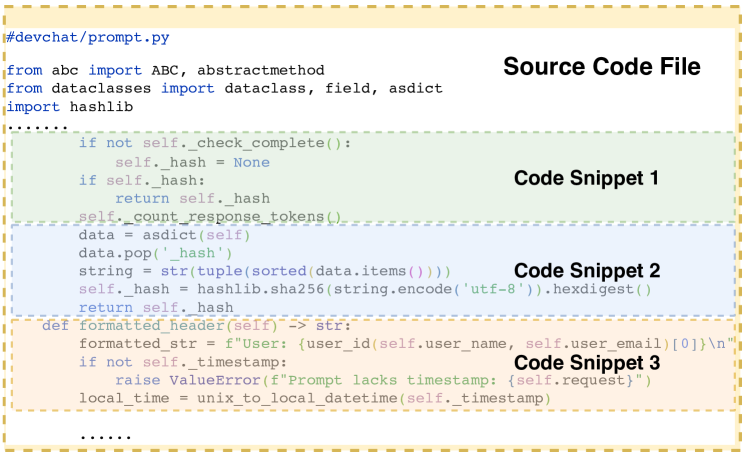 #devchat/prompt.py
Source Code File
from abc import ABC, abstractmethod
from dataclasses import dataclass, field, asdict
import hashlib
.......
if not self._check_complete():
self._hash = None
if self._hash:
Code Snippet 1
return self._hash
self._count_response_tokens()
data = asdict(self)
data.pop('_hash')
string = str(tuple(sorted(data.items())))
Code Snippet 2
self._hash = hashlib.sha256(string.encode('utf-8')).hexdigest()
return self._hash
def formatted_header(self) -> str:
formatted_str = f"User: {user_id(self.user_name, self.user_email)[0]}\n"
if not self._timestamp:
Code Snippet 3
raise ValueError(f"Prompt lacks timestamp: {self.request}")
local_time = unix_to_local_datetime(self._timestamp)
......